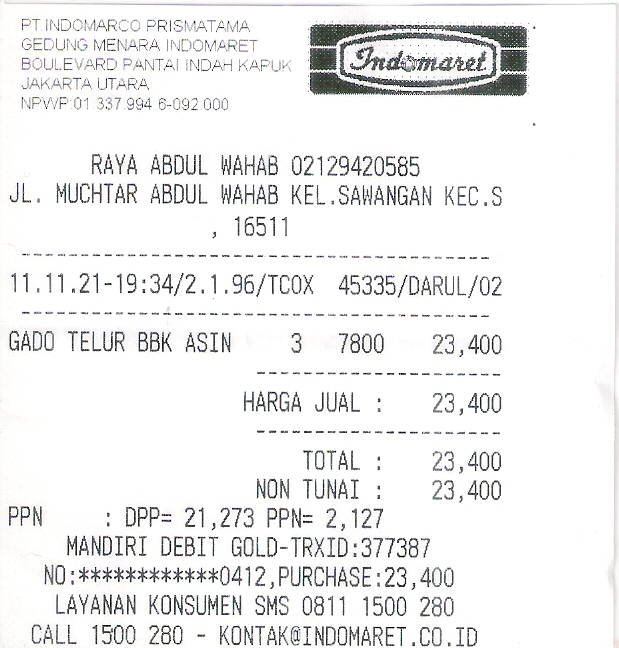 PT.INDOMARCO PRISMATAMA
GEDUNG MENARA INDOMARET
BOULEVARD PANTAI INDAH KAPUK
JAKARTA UTARA
NPWP:01.337.994.6-092.000
Indomaret
RAYA ABDUL WAHAB 02129420585
JL. MUCHTAR ABDUL WAHAB KEL.SAWANGAN KEC.S
, 16511
11.11.21-19:34/2.1.96/TCOX 45335/DARUL/02
GADO TELUR BBK ASIN 3 7800 23,400
HARGA JUAL : 23,400
TOTAL : 23,400
NON TUNAI : 23,400
PPN : DPP= 21,273 PPN= 2,127
MANDIRI DEBIT GOLD-TRXID:377387
NO:************0412,PURCHASE:23,400
LAYANAN KONSUMEN SMS 0811 1500 280
CALL 1500 280 - KONTAK@INDOMARET.CO.ID